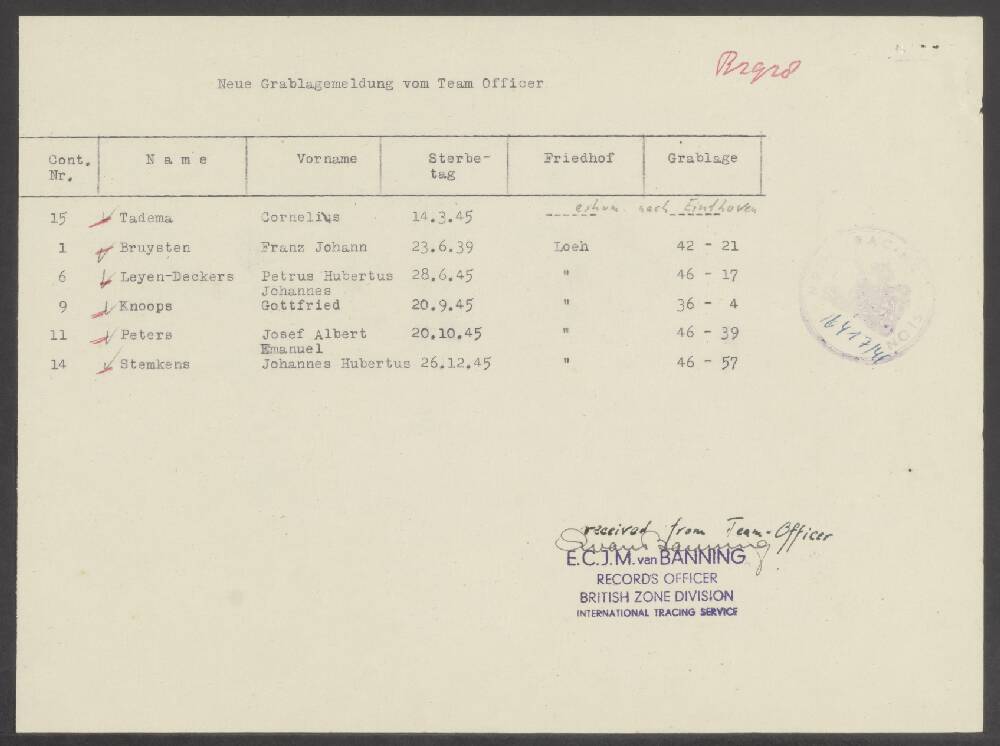 Neue Grablagemeldung vom Team Officer
Cont. Nr. Name Vorname Sterbe-tag Friedhof Grablage
15 Tadema Cornelius 14.3.45 exhum. nach Eindhoven
1 Bruysten Franz Johann 23.6.39 Loeh 42 - 21
6 Leyen-Deckers Petrus Hubertus 28.6.45 " 46 - 17
Johannes
9 Knoops Gottfried 20.9.45 " 36 - 4
11 Peters Josef Albert 20.10.45 " 46 - 39
Emanuel
14 Stemkens Johannes Hubertus 26.12.45 " 46 - 57
received from Team-Officer
E.C.J.M. van BANNING
RECORDS OFFICER
BRITISH ZONE DIVISION
INTERNATIONAL TRACING SERVICE